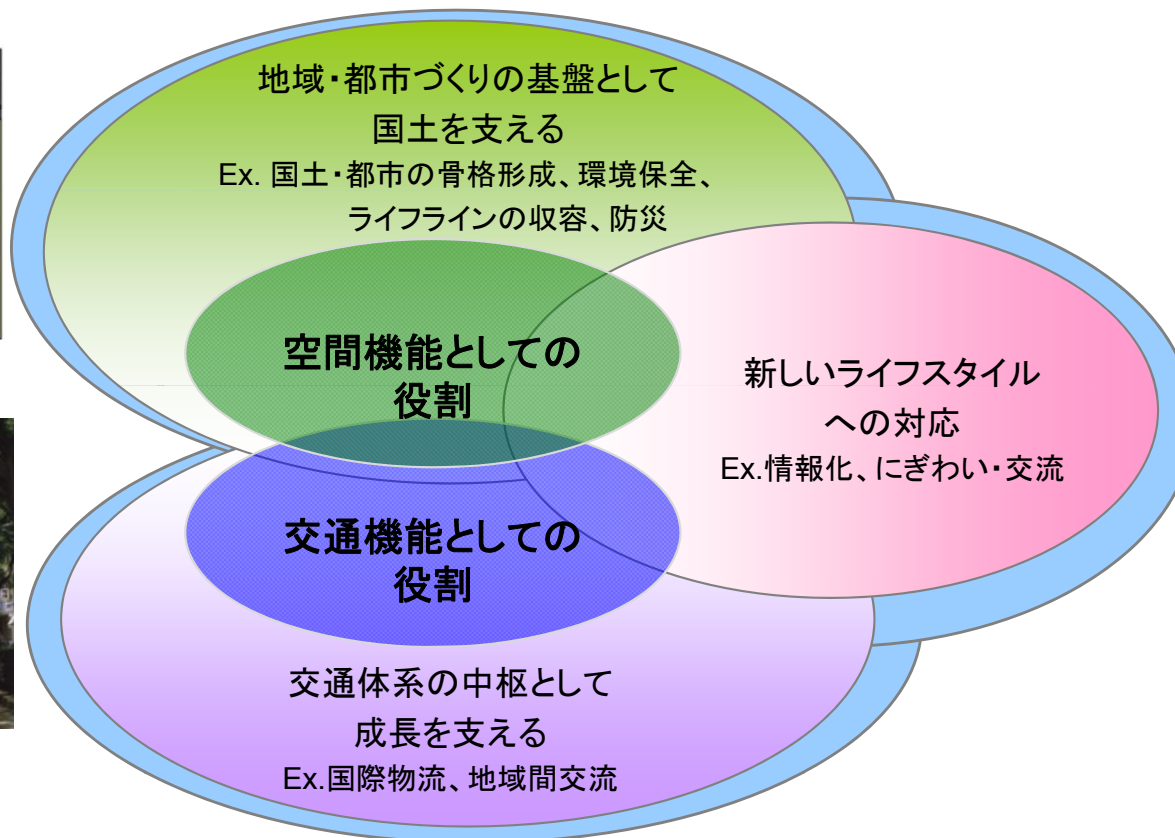 地域・都市づくりの基盤として
国土を支える
Ex. 国土・都市の骨格形成、環境保全、
ライフラインの収容、防災
空間機能としての
役割
新しいライフスタイル
への対応
Ex.情報化、にぎわい・交流
交通機能としての
役割
交通体系の中枢として
成長を支える
Ex.国際物流、地域間交流